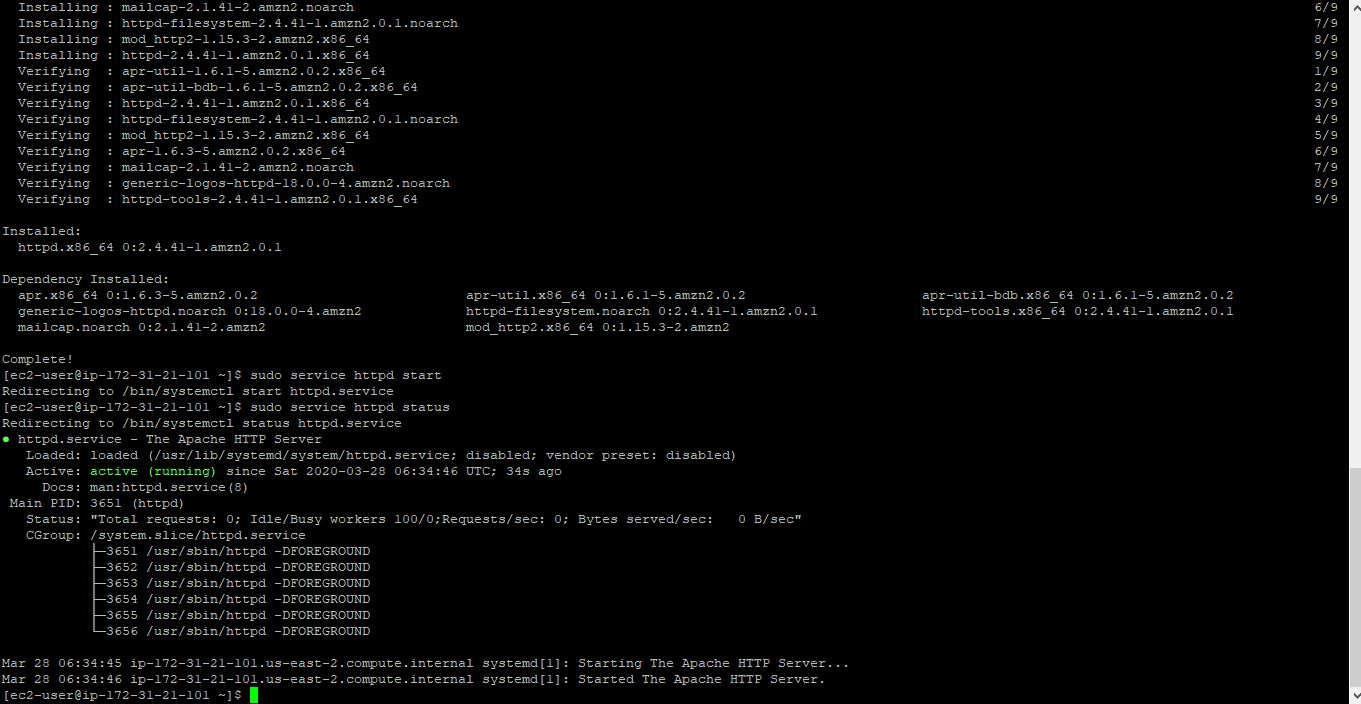 Installing : mailcap-2.1.41-2.amzn2.noarch 6/9
Installing : httpd-filesystem-2.4.41-1.amzn2.0.1.noarch 7/9
Installing : mod_http2-1.15.3-2.amzn2.x86_64 8/9
Installing : httpd-2.4.41-1.amzn2.0.1.x86_64 9/9
Verifying : apr-util-1.6.1-5.amzn2.0.2.x86_64 1/9
Verifying : apr-util-bdb-1.6.1-5.amzn2.0.2.x86_64 2/9
Verifying : httpd-2.4.41-1.amzn2.0.1.x86_64 3/9
Verifying : httpd-filesystem-2.4.41-1.amzn2.0.1.noarch 4/9
Verifying : mod_http2-1.15.3-2.amzn2.x86_64 5/9
Verifying : apr-1.6.3-5.amzn2.0.2.x86_64 6/9
Verifying : mailcap-2.1.41-2.amzn2.noarch 7/9
Verifying : generic-logos-httpd-18.0.0-4.amzn2.noarch 8/9
Verifying : httpd-tools-2.4.41-1.amzn2.0.1.x86_64 9/9
Installed:
httpd.x86_64 0:2.4.41-1.amzn2.0.1
Dependency Installed:
apr.x86_64 0:1.6.3-5.amzn2.0.2 apr-util.x86_64 0:1.6.1-5.amzn2.0.2 apr-util-bdb.x86_64 0:1.6.1-5.amzn2.0.2
generic-logos-httpd.noarch 0:18.0.0-4.amzn2 httpd-filesystem.noarch 0:2.4.41-1.amzn2.0.1 httpd-tools.x86_64 0:2.4.41-1.amzn2.0.1
mailcap.noarch 0:2.1.41-2.amzn2 mod_http2.x86_64 0:1.15.3-2.amzn2
Complete!
[ec2-user@ip-172-31-21-101 ~]$ sudo service httpd start
Redirecting to /bin/systemctl start httpd.service
[ec2-user@ip-172-31-21-101 ~]$ sudo service httpd status
Redirecting to /bin/systemctl status httpd.service
● httpd.service - The Apache HTTP Server
Loaded: loaded (/usr/lib/systemd/system/httpd.service; disabled; vendor preset: disabled)
Active: active (running) since Sat 2020-03-28 06:34:46 UTC; 34s ago
Docs: man:httpd.service(8)
Main PID: 3651 (httpd)
Status: "Total requests: 0; Idle/Busy workers 100/0;Requests/sec: 0; Bytes served/sec:   0 B/sec"
CGroup: /system.slice/httpd.service
├─3651 /usr/sbin/httpd -DFOREGROUND
├─3652 /usr/sbin/httpd -DFOREGROUND
├─3653 /usr/sbin/httpd -DFOREGROUND
├─3654 /usr/sbin/httpd -DFOREGROUND
├─3655 /usr/sbin/httpd -DFOREGROUND
└─3656 /usr/sbin/httpd -DFOREGROUND
Mar 28 06:34:45 ip-172-31-21-101.us-east-2.compute.internal systemd[1]: Starting The Apache HTTP Server...
Mar 28 06:34:46 ip-172-31-21-101.us-east-2.compute.internal systemd[1]: Started The Apache HTTP Server.
[ec2-user@ip-172-31-21-101 ~]$